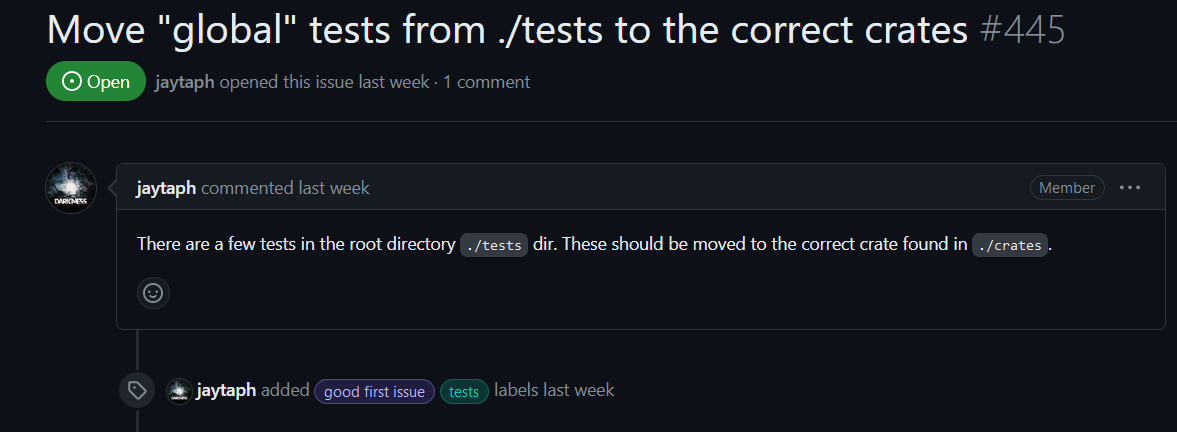 Move "global" tests from ./tests to the correct crates #445
Open jaytaph opened this issue last week · 1 comment
DARKNESS
jaytaph commented last week Member ···
There are a few tests in the root directory ./tests dir. These should be moved to the correct crate found in ./crates.
jaytaph added good first issue tests labels last week